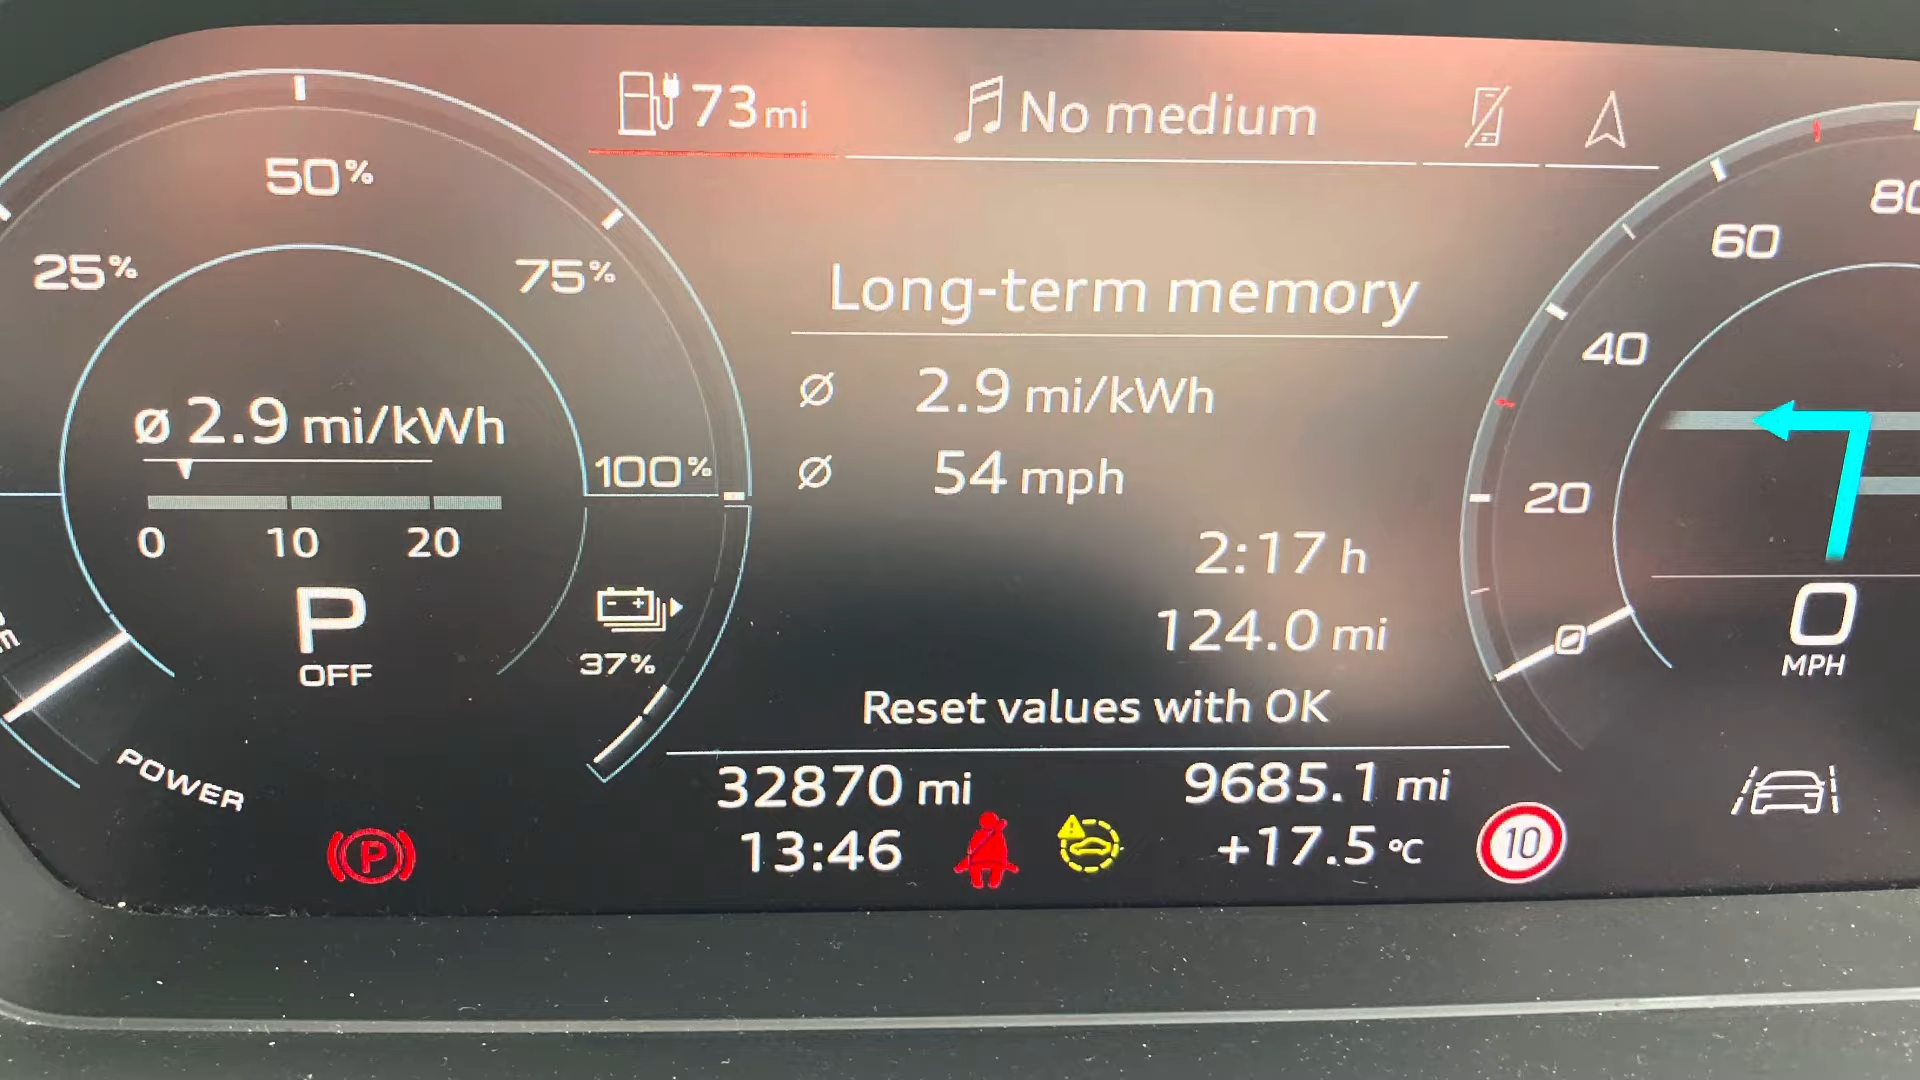 73 mi
No medium
50%
25%
75%
100%
ø 2.9 mi/kWh
0 10 20
P
OFF
37%
POWER
Long-term memory
Ø 2.9 mi/kWh
Ø 54 mph
2:17 h
124.0 mi
Reset values with OK
32870 mi
9685.1 mi
13:46
+17.5 °C
10
P
80
60
40
20
0
MPH